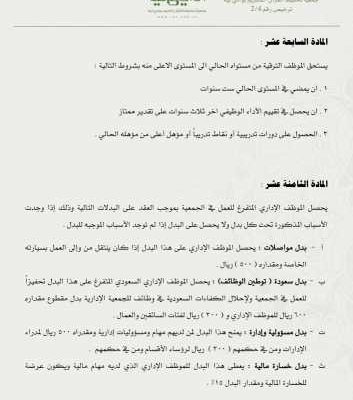 ترخيص رقم 2/4
المادة السابعة عشر :
يستحق الموظف الترقية من مستواه الحالي الى المستوى الاعلى منه بشروط التالية :
١ . ان يمضي في المستوى الحالي ست سنوات
٢ . ان يحصل في تقييم الأداء الوظيفي اخر ثلاث سنوات على تقدير ممتاز
٣ . الحصول على دورات تدريبية أو نقاط تدريباً أو مؤهل أعلى من مؤهله الحالي .
المادة الثامنة عشر :
يحصل الموظف الإداري المتفرغ للعمل في الجمعية بموجب العقد على البدلات التالية وذلك إذا وجدت
الأسباب المذكورة تحت كل بدل ولا يحصل على البدل إذا لم توجد الأسباب الموجبه للبدل .
أ - بدل مواصلات : يحصل الموظف الإداري على هذا البدل إذا كان ينتقل من وإلى العمل بسيارته
الخاصة ومقداره ( ٥٠٠ ) ريال .
ب - بدل سعودة ( توطين الوظائف) : يحصل الموظف الإداري السعودي المتفرغ على هذا البدل تحفيزاً
للعمل في الجمعية ولإحلال الكفاءات السعودية في وظائف للجمعية الإدارية بدل مقطوع مقداره
٦٠٠ ريال للموظف الإداري و ( ٣٠٠ ) ريال لفئات السائقين والعمال .
ت - بدل مسؤولية وإدارة : يمنح هذا البدل لمن لديهم مهام ومسؤوليات إدارية ومقداره ٥٠٠ ريال لمدراء
الإدارات ومن في حكمهم ( ٣٠٠ ) ريال لرؤساء الأقسام ومن في حكمهم .
ث - بدل خسارة مالية : يعطى هذا البدل للموظف الإداري الذي لديه مهام مالية ويكون عرضة
للخسارة المالية ومقدار البدل ١٥٪ .